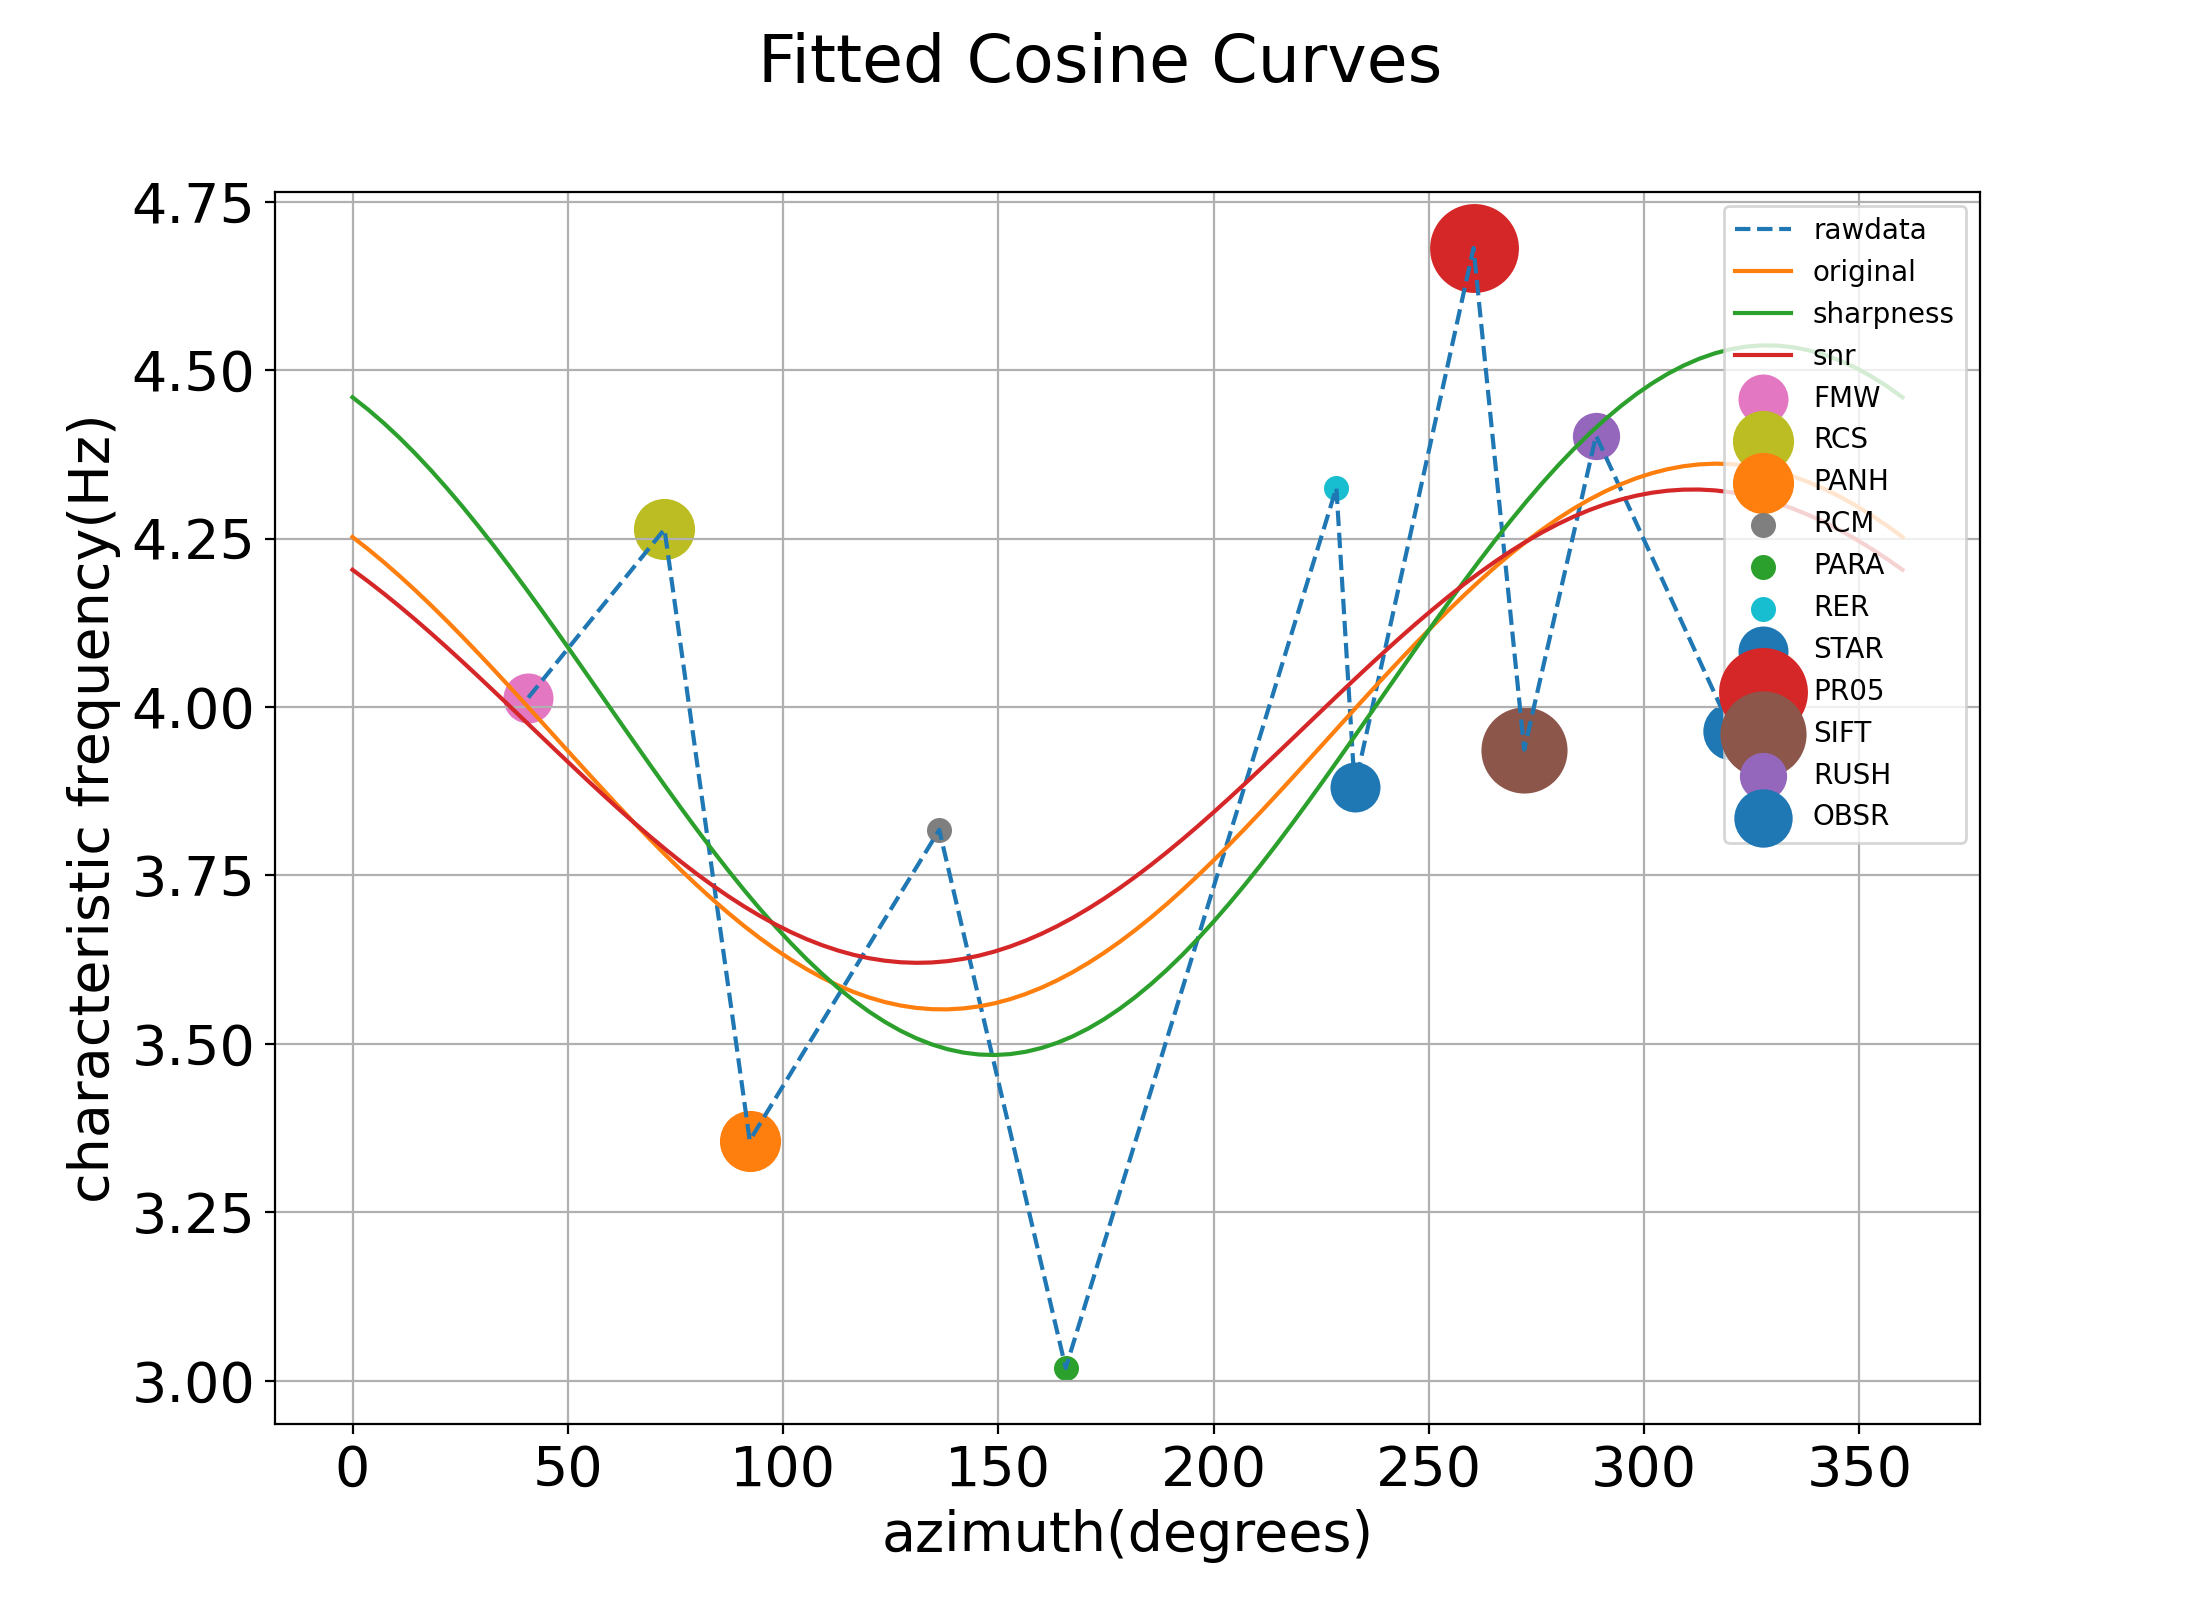 Fitted Cosine Curves
4.75
4.50
4.25
4.00
3.75
3.50
3.25
3.00
characteristic frequency(Hz)
rawdata
original
sharpness
snr
FMW
RCS
PANH
RCM
PARA
RER
STAR
PR05
SIFT
RUSH
OBSR
0 50 100 150 200 250 300 350
azimuth(degrees)